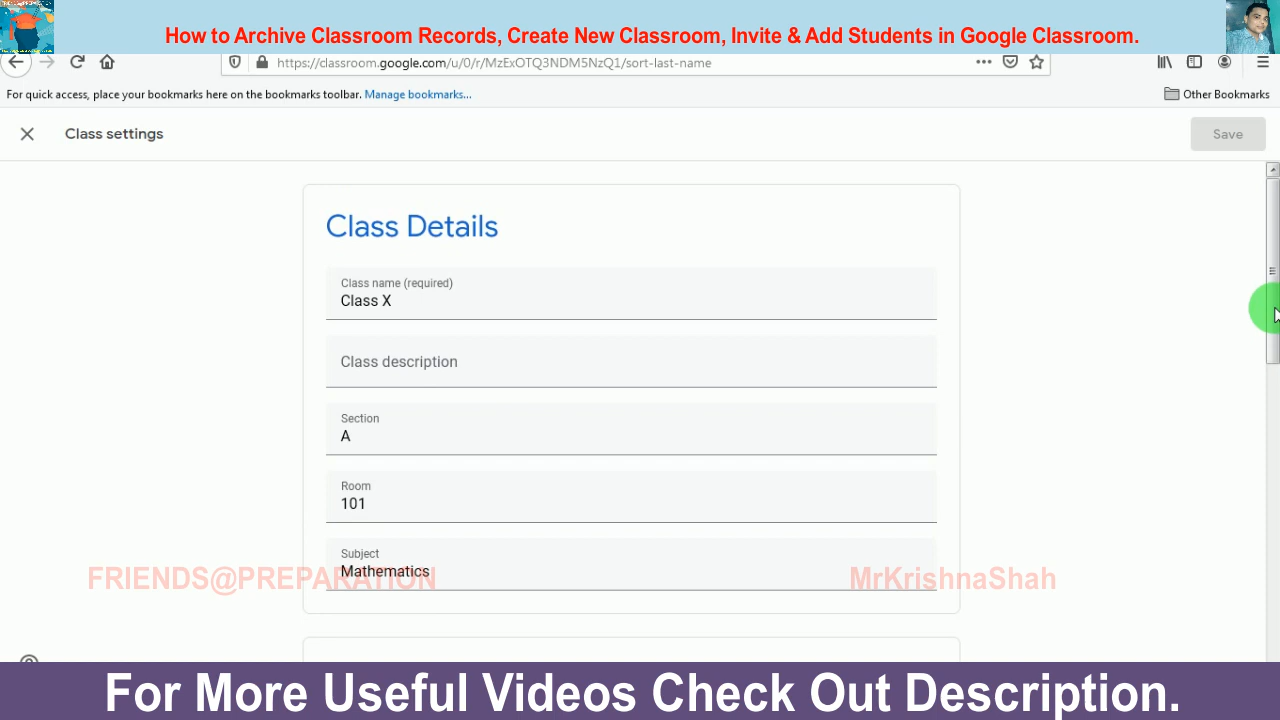 How to Archive Classroom Records, Create New Classroom, Invite & Add Students in Google Classroom.
https://classroom.google.com/u/0/r/MzExOTQ3NDM5NzQ1/sort-last-name
For quick access, place your bookmarks here on the bookmarks toolbar. Manage bookmarks...
Other Bookmarks
Class settings
Save
Class Details
Class name (required)
Class X
Class description
Section
A
Room
101
Subject
Mathematics
FRIENDS@PREPARATION
MrKrishnaShah
For More Useful Videos Check Out Description.